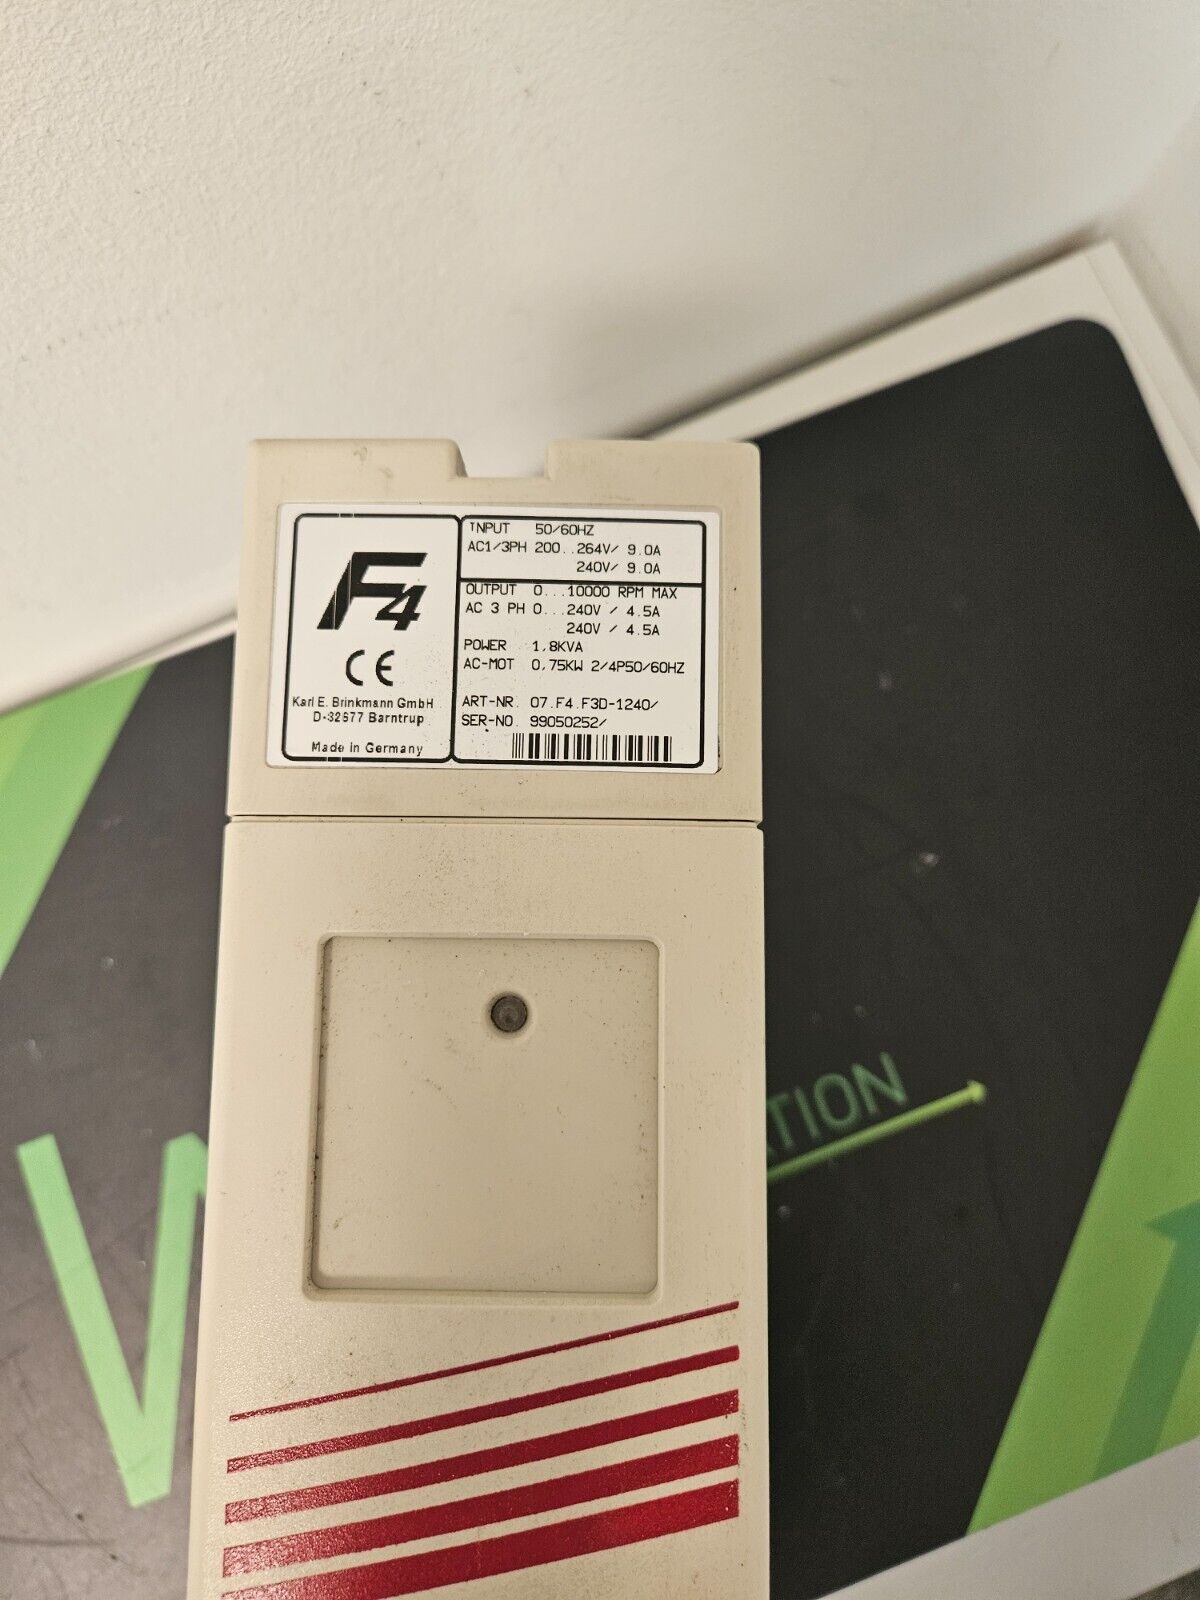 F4
CE
Karl E. Brinkmann GmbH
D-32677 Barntrup
Made in Germany
INPUT 50/60HZ
AC1/3PH 200..264V/ 9.0A
240V/ 9.0A
OUTPUT 0...10000 RPM MAX
AC 3 PH 0...240V / 4.5A
240V / 4.5A
POWER 1,8KVA
AC-MOT 0,75KW 2/4P50/60HZ
ART-NR. 07.F4.F3D-1240/
SER-NO. 99050252/
W
ATION